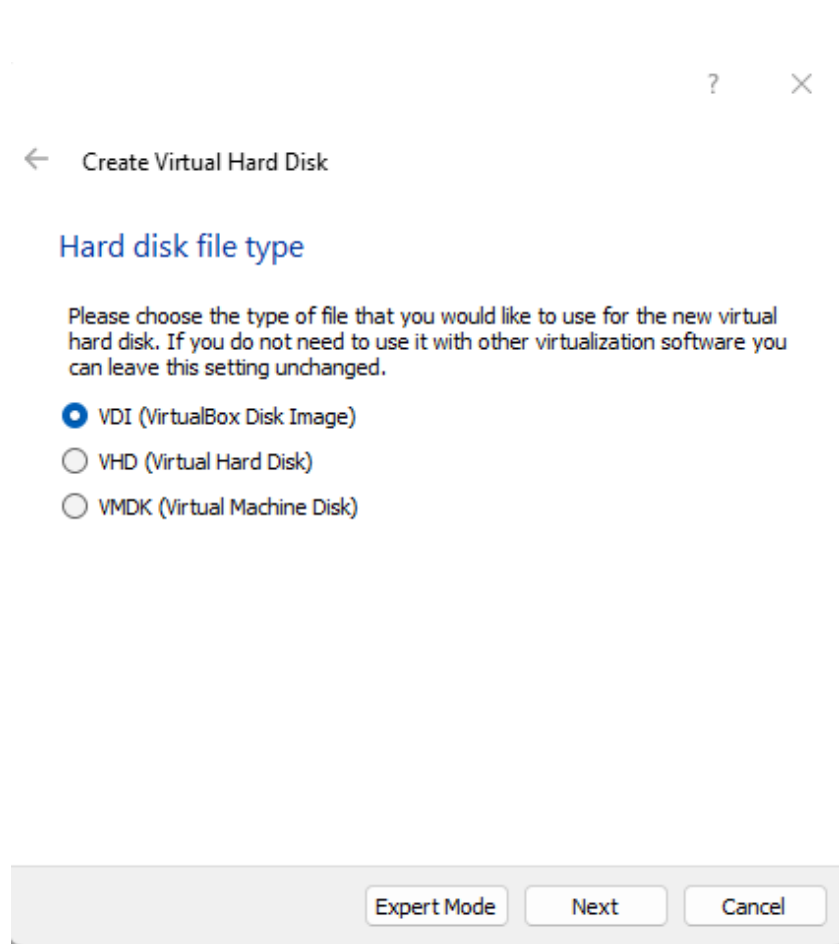 ?
Create Virtual Hard Disk
Hard disk file type
Please choose the type of file that you would like to use for the new virtual
hard disk. If you do not need to use it with other virtualization software you
can leave this setting unchanged.
VDI (VirtualBox Disk Image)
VHD (Virtual Hard Disk)
VMDK (Virtual Machine Disk)
Expert Mode Next Cancel